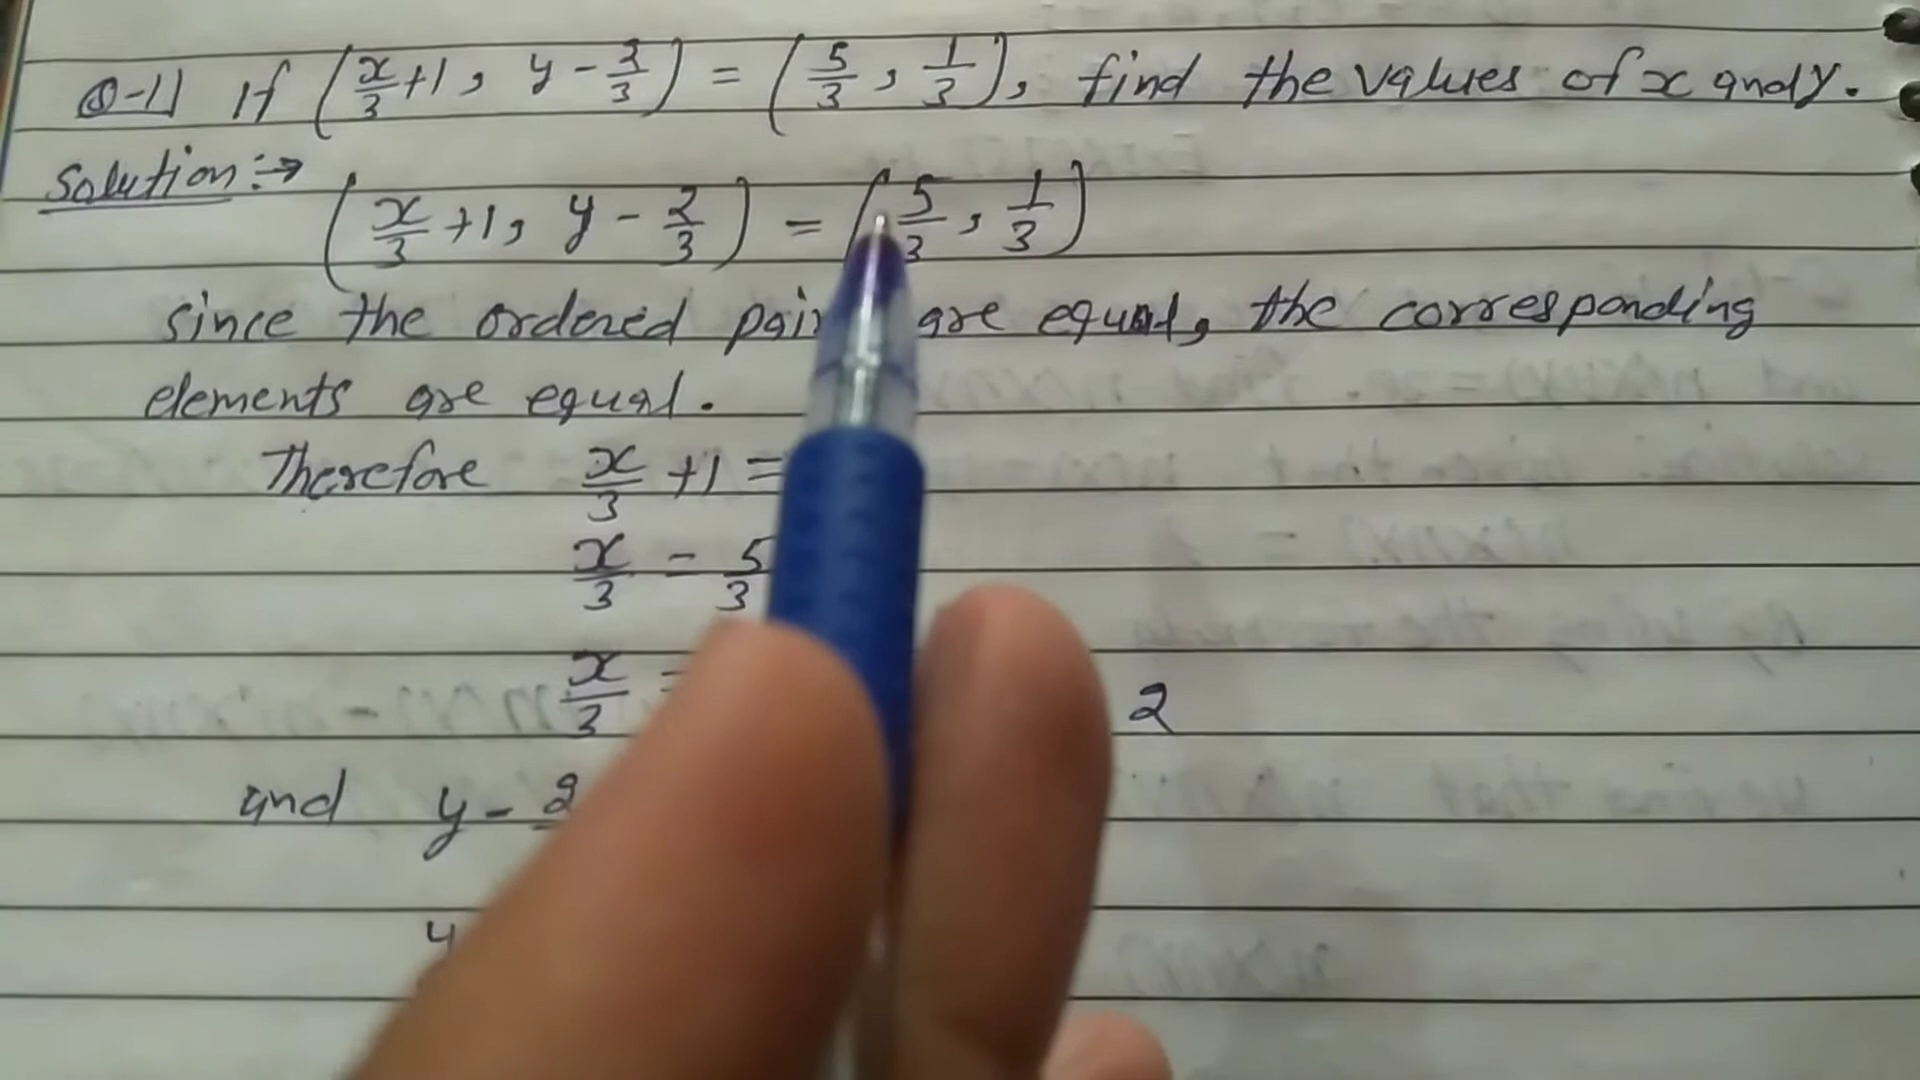 Q-1) If (x/3 +1, y - 3/3) = (5/3, 1/3), find the values of x and y.
Solution:→
(x/3 +1, y - 2/3) = (5/3, 1/3)
since the ordered pair are equal, the corresponding
elements are equal.
Therefore x/3 +1 =
x/3 = 5/3
x/3 = 2
and y - 2
y